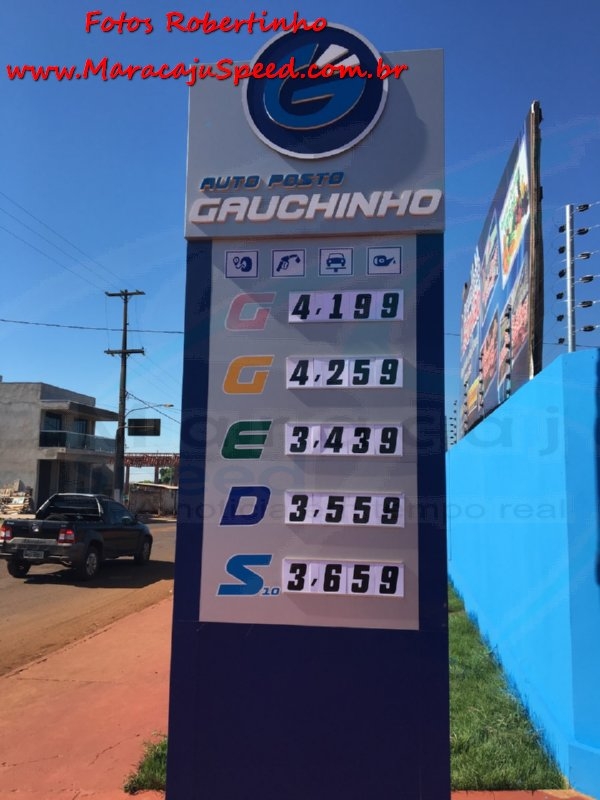 Fotos Robertinho
www.MaracajuSpeed.com.br
G
AUTO POSTO
GAUCHINHO
G 4,199
G 4,259
E 3,439
D 3,559
S10 3,659